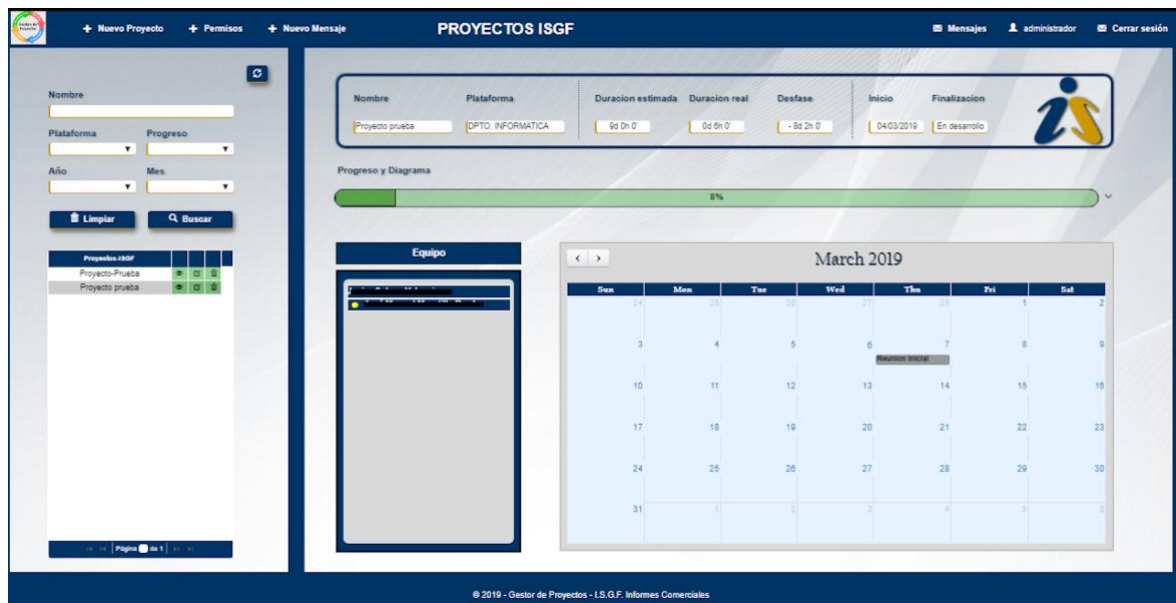 Gestor de Proyectos
+ Nuevo Proyecto + Permisos + Nuevo Mensaje PROYECTOS ISGF Mensajes administrador Cerrar sesión
Nombre
Plataforma Progreso
Año Mes
Limpiar Buscar
Proyectos-ISGF
Proyecto-Prueba
Proyecto prueba
Página de 1
Nombre Plataforma Duracion estimada Duracion real Desfase Inicio Finalizacion
Proyecto prueba DPTO. INFORMATICA 9d 0h 0' 0d 6h 0' - 8d 2h 0' 04/03/2019 En desarrollo
Progreso y Diagrama
8%
Equipo
March 2019
Sun Mon Tue Wed Thu Fri Sat
24 25 26 27 28 1 2
3 4 5 6 7 8 9
Reunion Inicial
10 11 12 13 14 15 16
17 18 19 20 21 22 23
24 25 26 27 28 29 30
31 1 2 3 4 5 6
© 2019 - Gestor de Proyectos - I.S.G.F. Informes Comerciales